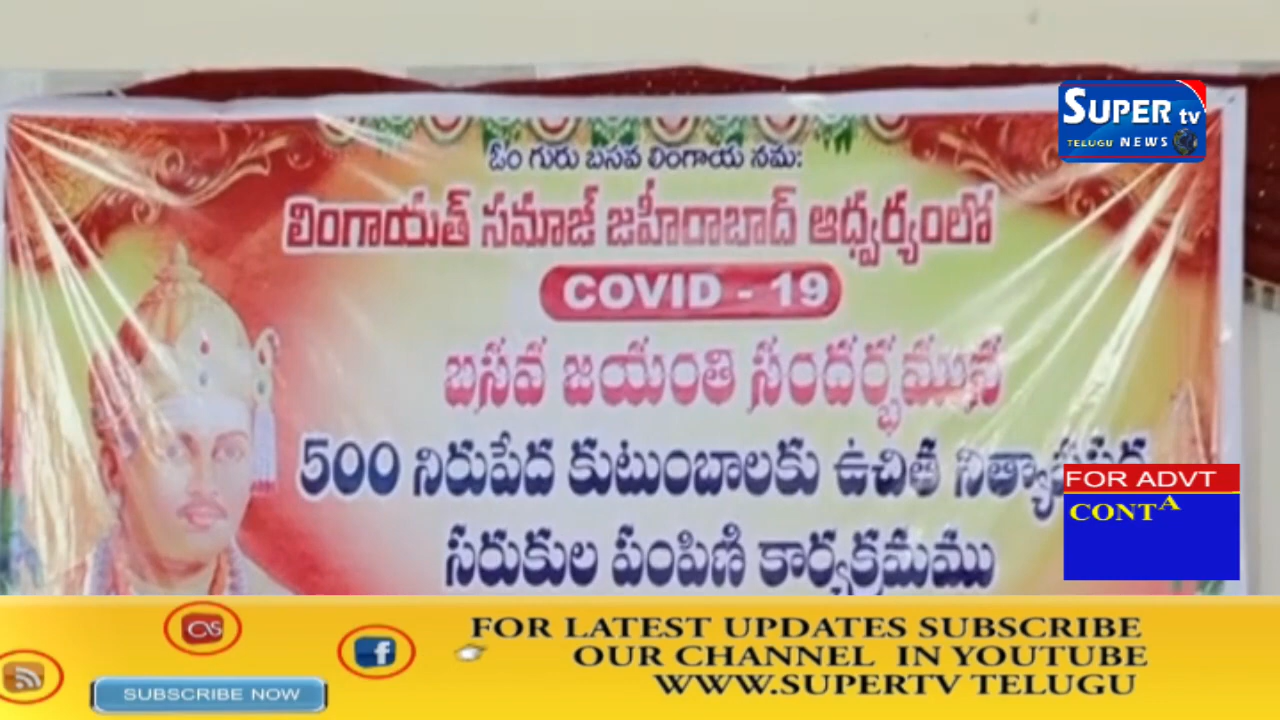 SUPER tv
TELUGU NEWS
ఓం గురు బసవ లింగాయ నమః
లింగాయత్ సమాజ్ జహీరాబాద్ ఆధ్వర్యంలో
COVID - 19
బసవ జయంతి సందర్భమున
500 నిరుపేద కుటుంబాలకు ఉచిత
సరుకుల పంపిణి కార్యక్రమము
FOR ADVT
CONTA
FOR LATEST UPDATES SUBSCRIBE
OUR CHANNEL IN YOUTUBE
WWW.SUPERTV TELUGU
SUBSCRIBE NOW